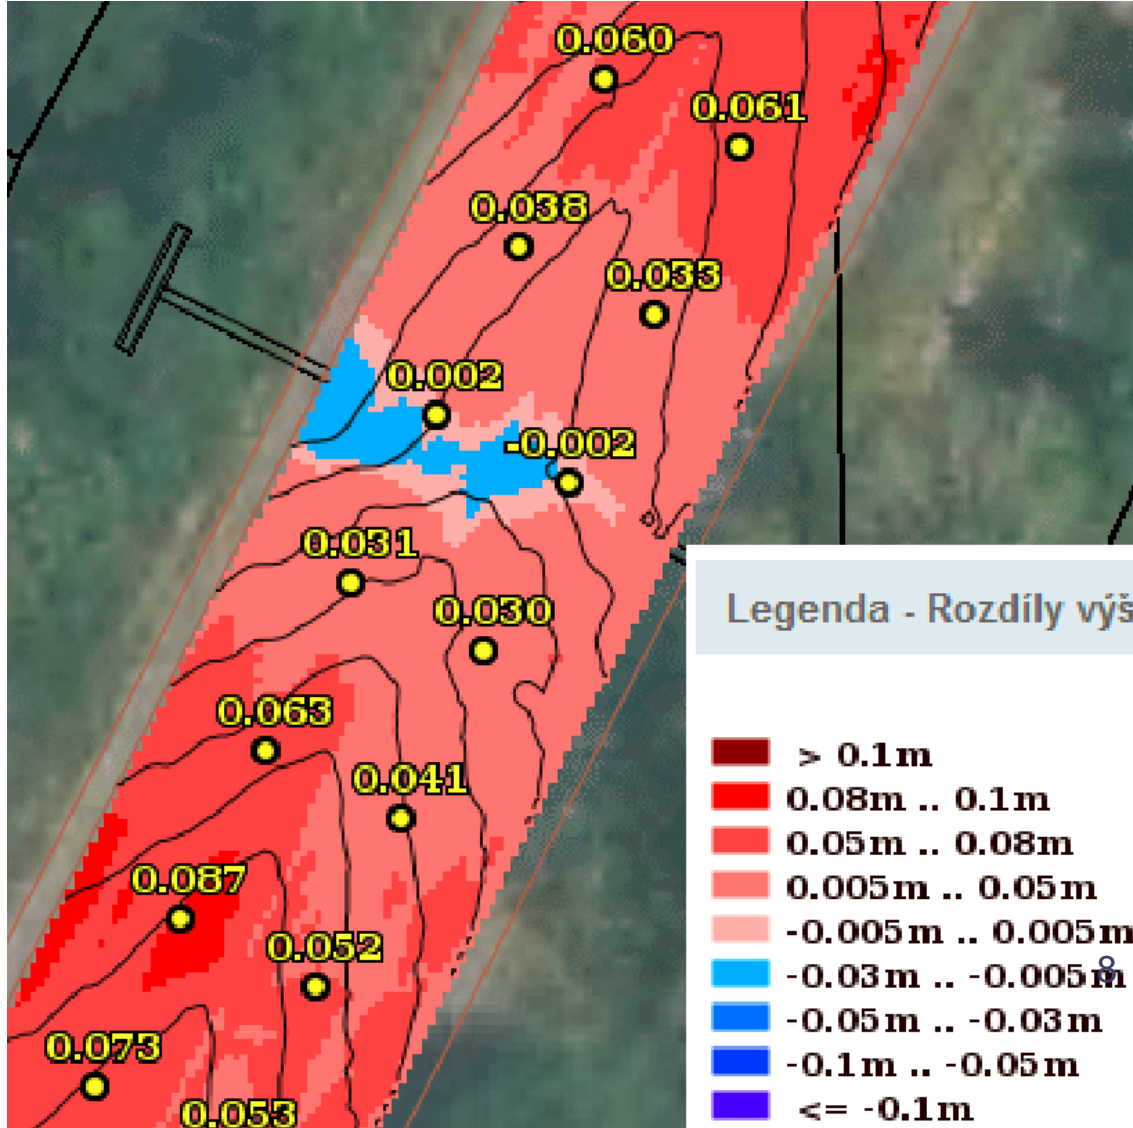 0.060
0.061
0.038
0.033
0.002
-0.002
0.031
0.030
0.063
0.041
0.087
0.052
0.073
0.053
Legenda - Rozdíly výš
> 0.1m
0.08m .. 0.1m
0.05m .. 0.08m
0.005m .. 0.05m
-0.005m .. 0.005m
-0.03m .. -0.005m
8
-0.05m .. -0.03m
-0.1m .. -0.05m
<= -0.1m